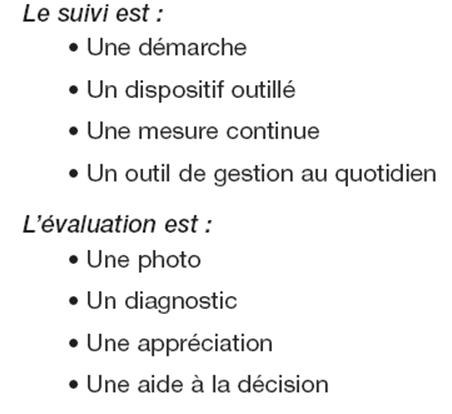 Le suivi est :
• Une démarche
• Un dispositif outillé
• Une mesure continue
• Un outil de gestion au quotidien
L’évaluation est :
• Une photo
• Un diagnostic
• Une appréciation
• Une aide à la décision